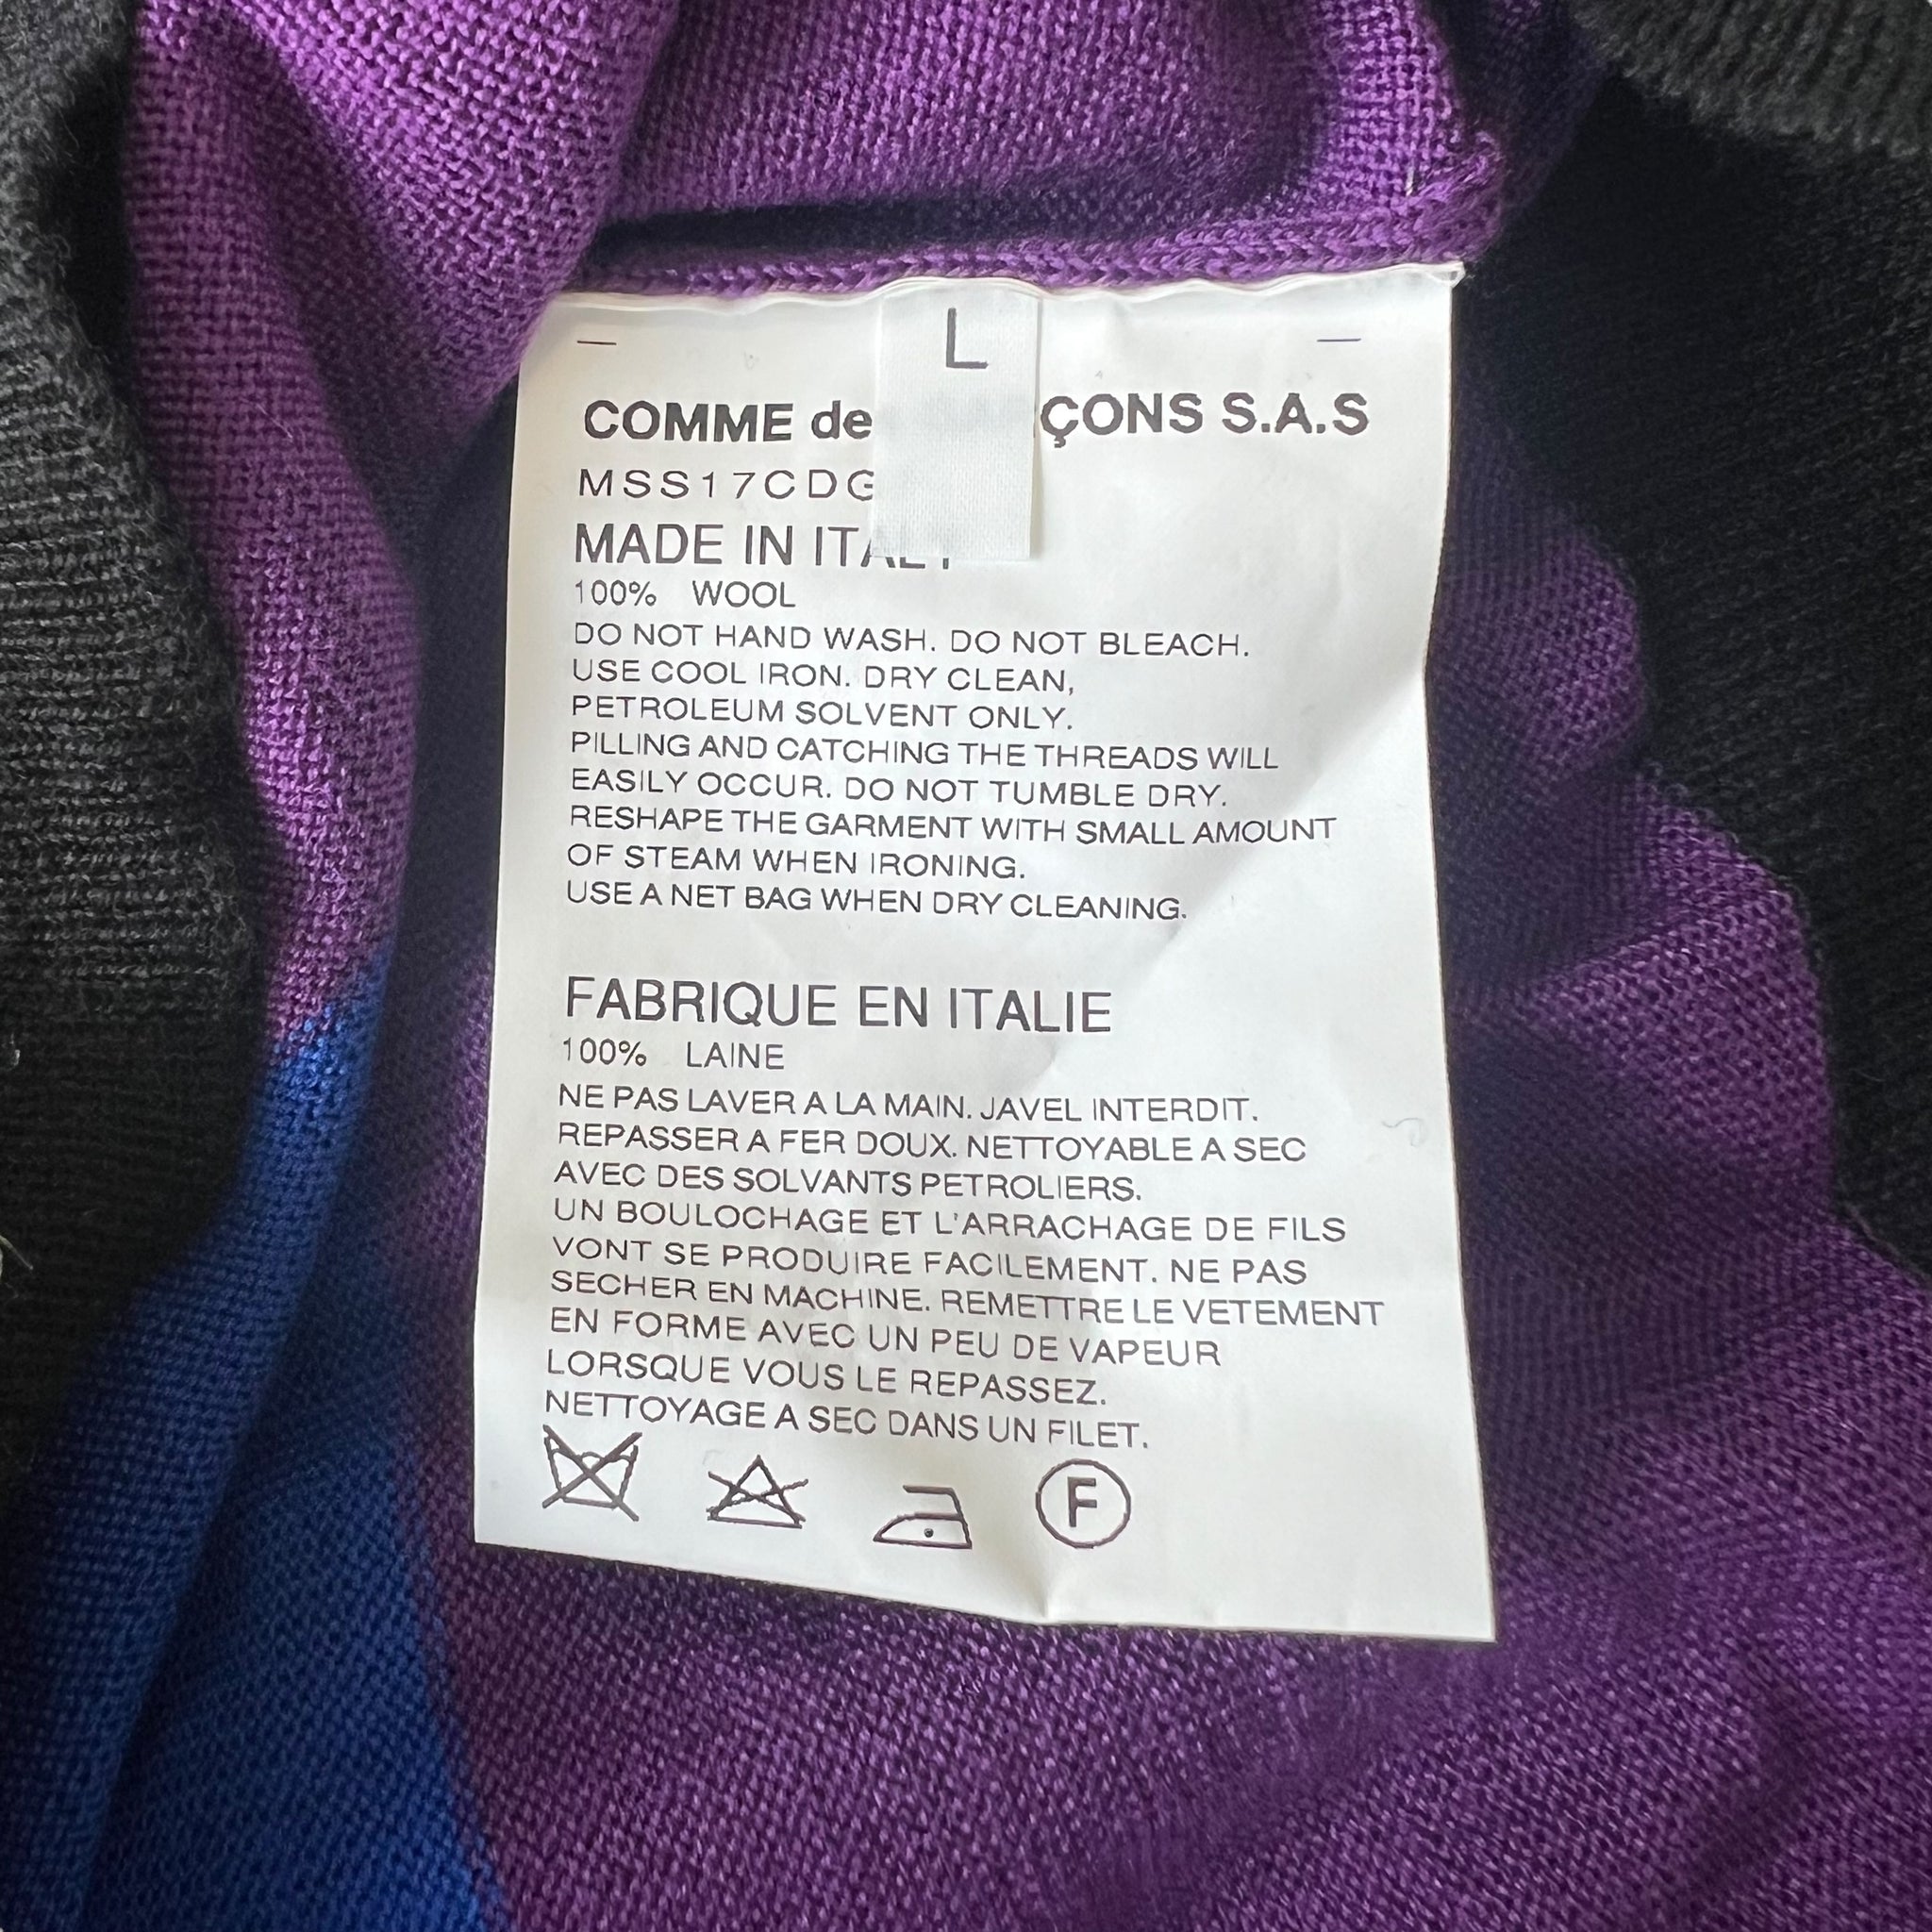 L
COMME de ÇONS S.A.S
MSS17CDG
MADE IN ITALY
100% WOOL
DO NOT HAND WASH. DO NOT BLEACH.
USE COOL IRON. DRY CLEAN,
PETROLEUM SOLVENT ONLY.
PILLING AND CATCHING THE THREADS WILL
EASILY OCCUR. DO NOT TUMBLE DRY.
RESHAPE THE GARMENT WITH SMALL AMOUNT
OF STEAM WHEN IRONING.
USE A NET BAG WHEN DRY CLEANING.
FABRIQUE EN ITALIE
100% LAINE
NE PAS LAVER A LA MAIN. JAVEL INTERDIT.
REPASSER A FER DOUX. NETTOYABLE A SEC
AVEC DES SOLVANTS PETROLIERS.
UN BOULOCHAGE ET L'ARRACHAGE DE FILS
VONT SE PRODUIRE FACILEMENT. NE PAS
SECHER EN MACHINE. REMETTRE LE VETEMENT
EN FORME AVEC UN PEU DE VAPEUR
LORSQUE VOUS LE REPASSEZ.
NETTOYAGE A SEC DANS UN FILET.
F